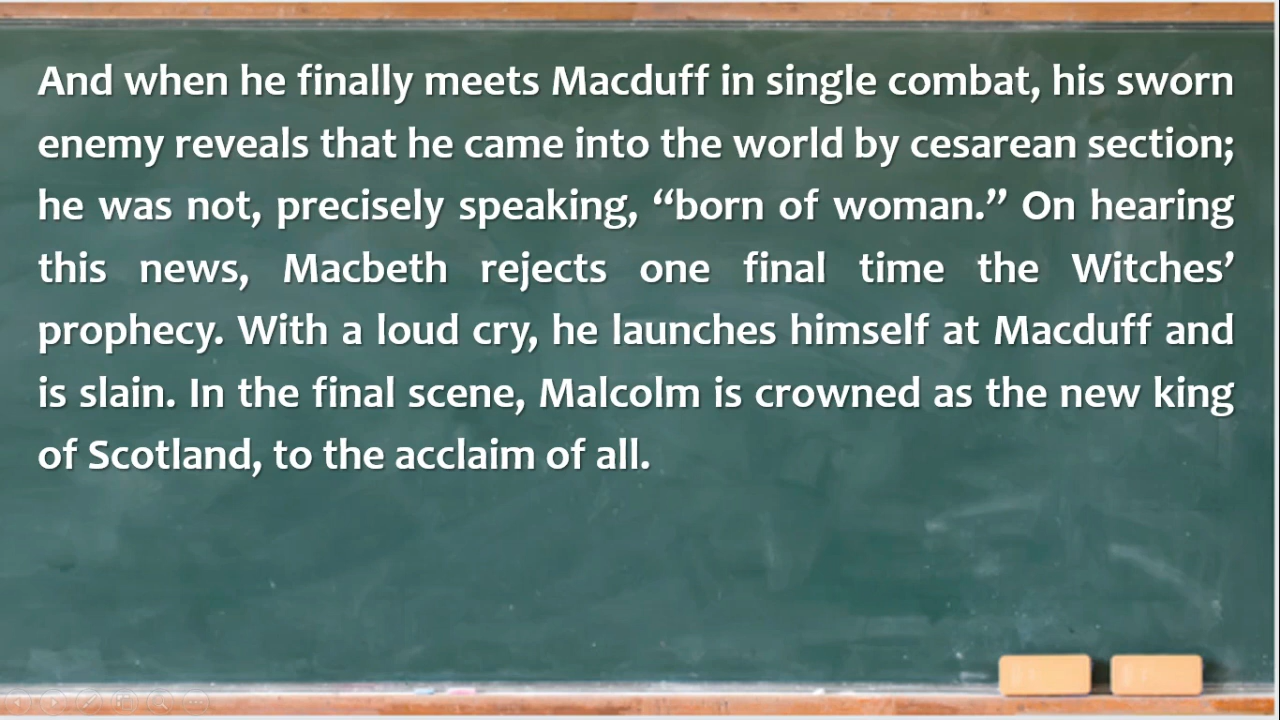 And when he finally meets Macduff in single combat, his sworn
enemy reveals that he came into the world by cesarean section;
he was not, precisely speaking, “born of woman.” On hearing
this news, Macbeth rejects one final time the Witches’
prophecy. With a loud cry, he launches himself at Macduff and
is slain. In the final scene, Malcolm is crowned as the new king
of Scotland, to the acclaim of all.